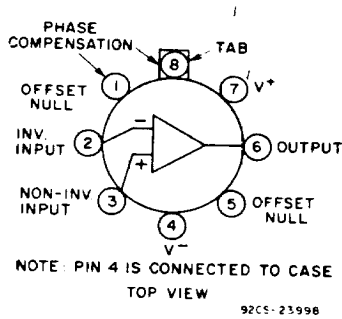 PHASE
COMPENSATION
TAB
8
1
7
V+
OFFSET
NULL
INV.
INPUT
2
-
6
OUTPUT
+
NON-INV
INPUT
3
5
OFFSET
NULL
4
V-
NOTE: PIN 4 IS CONNECTED TO CASE
TOP VIEW
92CS-23998